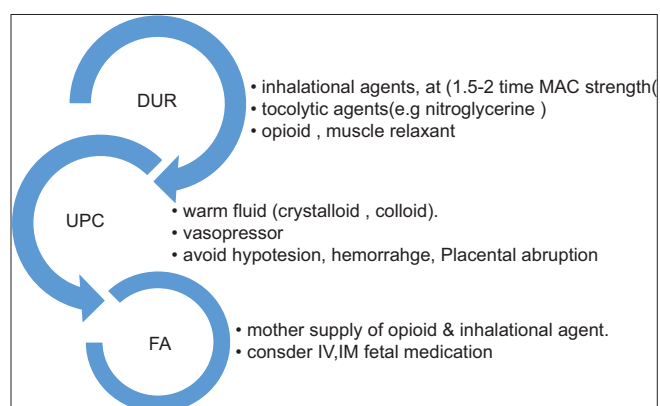 DUR
• inhalational agents, at (1.5-2 time MAC strength(
• tocolytic agents(e.g nitroglycerine )
• opioid , muscle relaxant
UPC
• warm fluid (crystalloid , colloid).
• vasopressor
• avoid hypotesion, hemorrahge, Placental abruption
FA
• mother supply of opioid & inhalational agent.
• consder IV,IM fetal medication